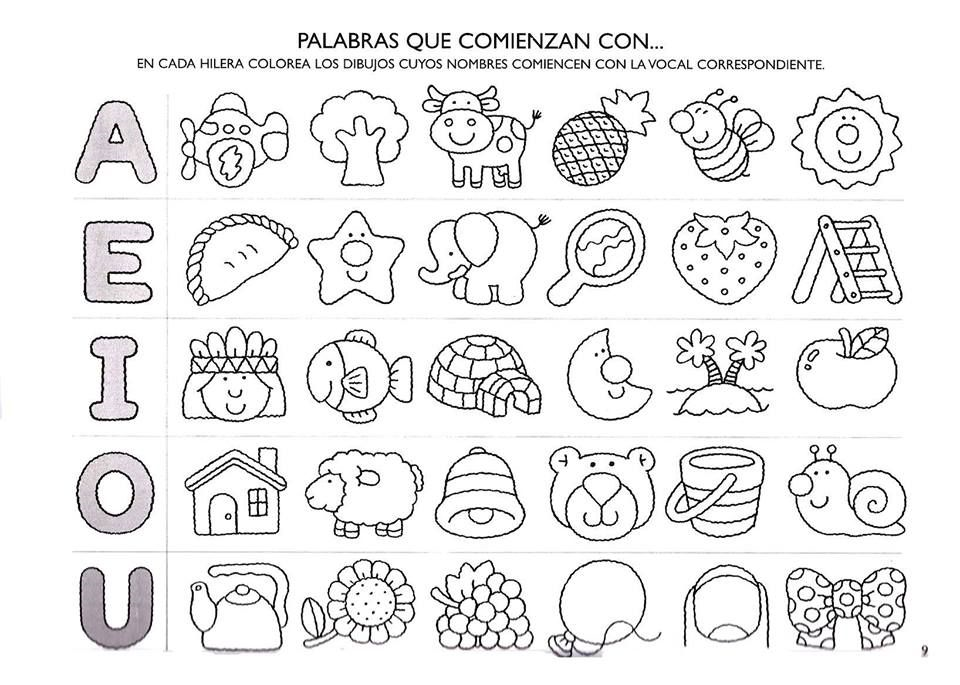 PALABRAS QUE COMIENZAN CON...
EN CADA HILERA COLOREA LOS DIBUJOS CUYOS NOMBRES COMIENCEN CON LA VOCAL CORRESPONDIENTE.
A
E
I
O
U
9